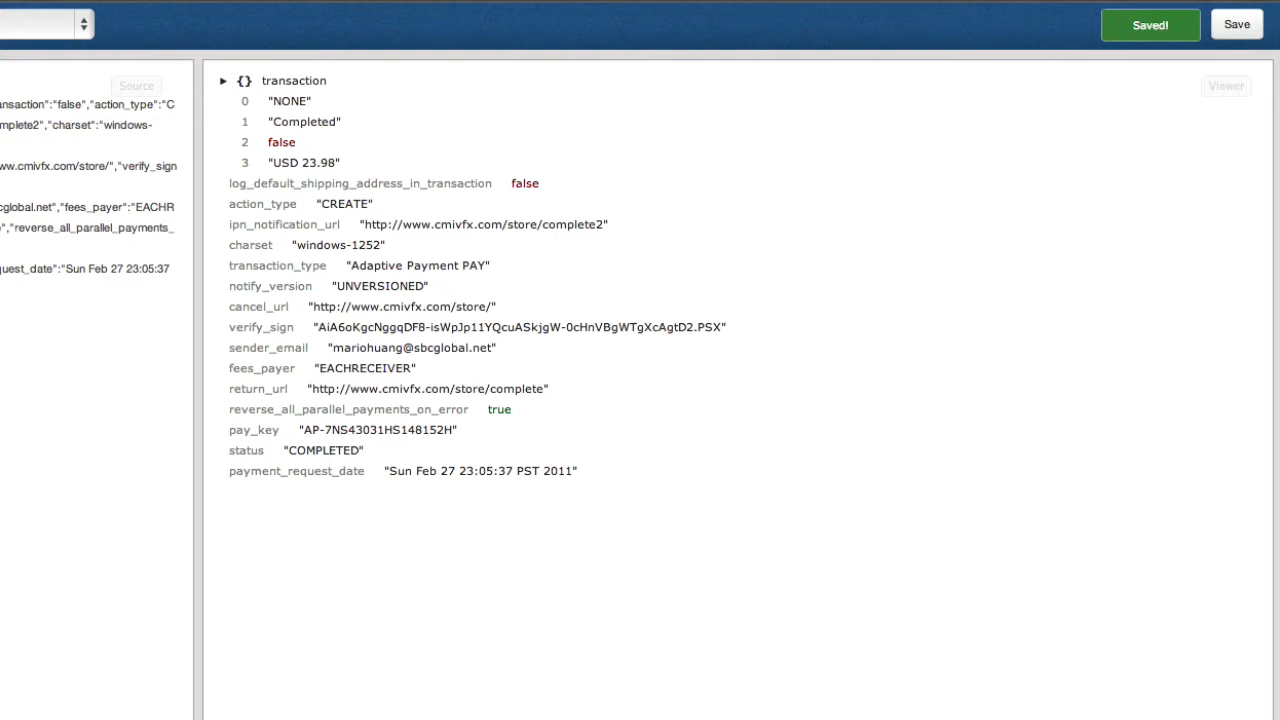 Saved!
Save
Source
ansaction":"false","action_type":"C
mplete2","charset":"windows-
ww.cmivfx.com/store/","verify_sign
cglobal.net","fees_payer":"EACHR
","reverse_all_parallel_payments_
uest_date":"Sun Feb 27 23:05:37
Viewer
{} transaction
0 "NONE"
1 "Completed"
2 false
3 "USD 23.98"
log_default_shipping_address_in_transaction false
action_type "CREATE"
ipn_notification_url "http://www.cmivfx.com/store/complete2"
charset "windows-1252"
transaction_type "Adaptive Payment PAY"
notify_version "UNVERSIONED"
cancel_url "http://www.cmivfx.com/store/"
verify_sign "AiA6oKgcNggqDF8-isWpJp11YQcuASkjgW-0cHnVBgWTgXcAgtD2.PSX"
sender_email "mariohuang@sbcglobal.net"
fees_payer "EACHRECEIVER"
return_url "http://www.cmivfx.com/store/complete"
reverse_all_parallel_payments_on_error true
pay_key "AP-7NS43031HS148152H"
status "COMPLETED"
payment_request_date "Sun Feb 27 23:05:37 PST 2011"